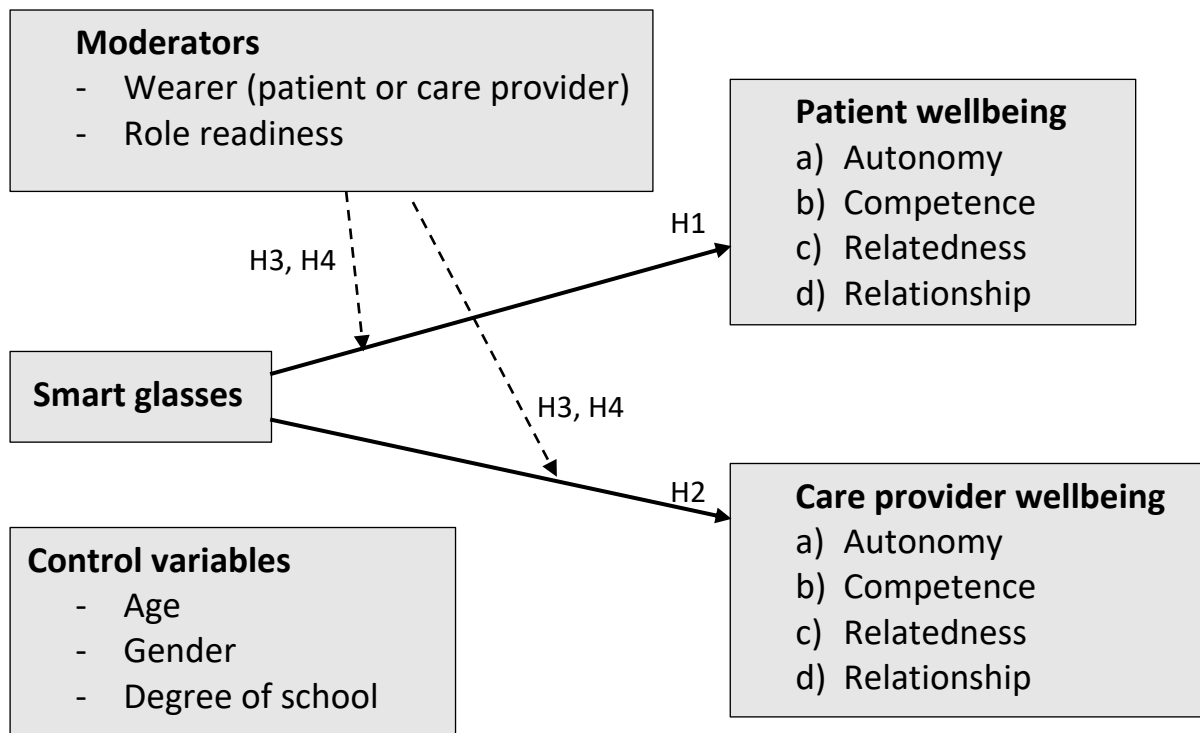 Moderators
- Wearer (patient or care provider)
- Role readiness
Patient wellbeing
a) Autonomy
b) Competence
c) Relatedness
d) Relationship
H1
H3, H4
Smart glasses
H3, H4
H2
Care provider wellbeing
a) Autonomy
b) Competence
c) Relatedness
d) Relationship
Control variables
- Age
- Gender
- Degree of school